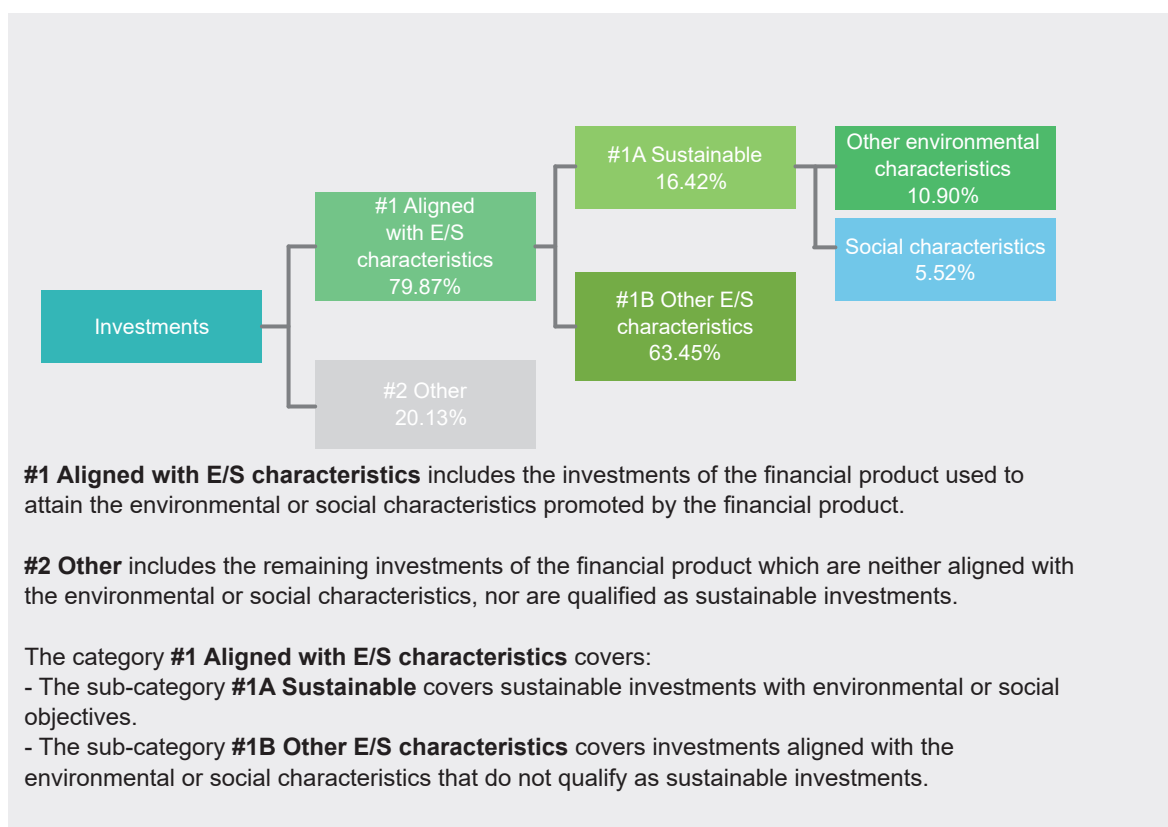 Investments
#1 Aligned
with E/S
characteristics
79.87%
#2 Other
20.13%
#1A Sustainable
16.42%
#1B Other E/S
characteristics
63.45%
Other environmental
characteristics
10.90%
Social characteristics
5.52%
#1 Aligned with E/S characteristics includes the investments of the financial product used to
attain the environmental or social characteristics promoted by the financial product.
#2 Other includes the remaining investments of the financial product which are neither aligned with
the environmental or social characteristics, nor are qualified as sustainable investments.
The category #1 Aligned with E/S characteristics covers:
- The sub-category #1A Sustainable covers sustainable investments with environmental or social
objectives.
- The sub-category #1B Other E/S characteristics covers investments aligned with the
environmental or social characteristics that do not qualify as sustainable investments.